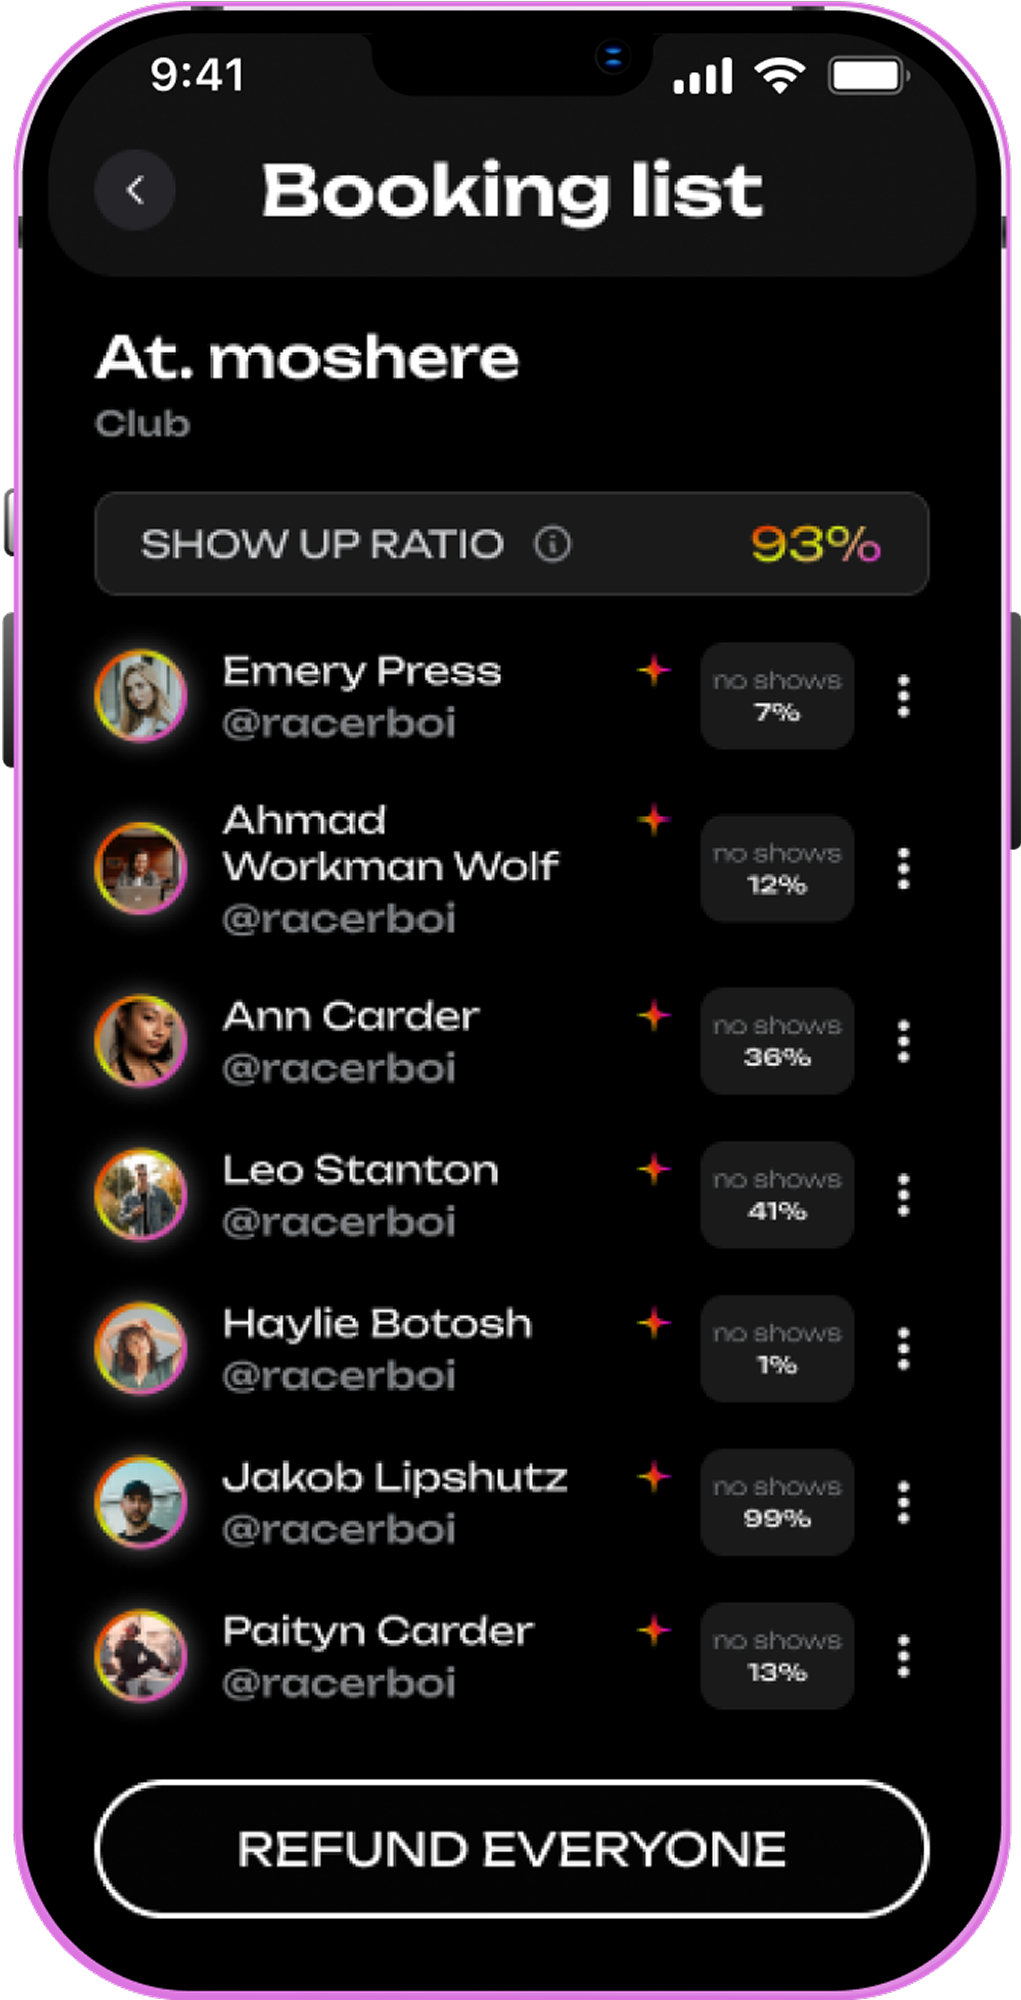 9:41
Booking list
At. moshere
Club
SHOW UP RATIO 93%
Emery Press
@racerboi
no shows
7%
Ahmad
Workman Wolf
@racerboi
no shows
12%
Ann Carder
@racerboi
no shows
36%
Leo Stanton
@racerboi
no shows
41%
Haylie Botosh
@racerboi
no shows
1%
Jakob Lipshutz
@racerboi
no shows
99%
Paityn Carder
@racerboi
no shows
13%
REFUND EVERYONE